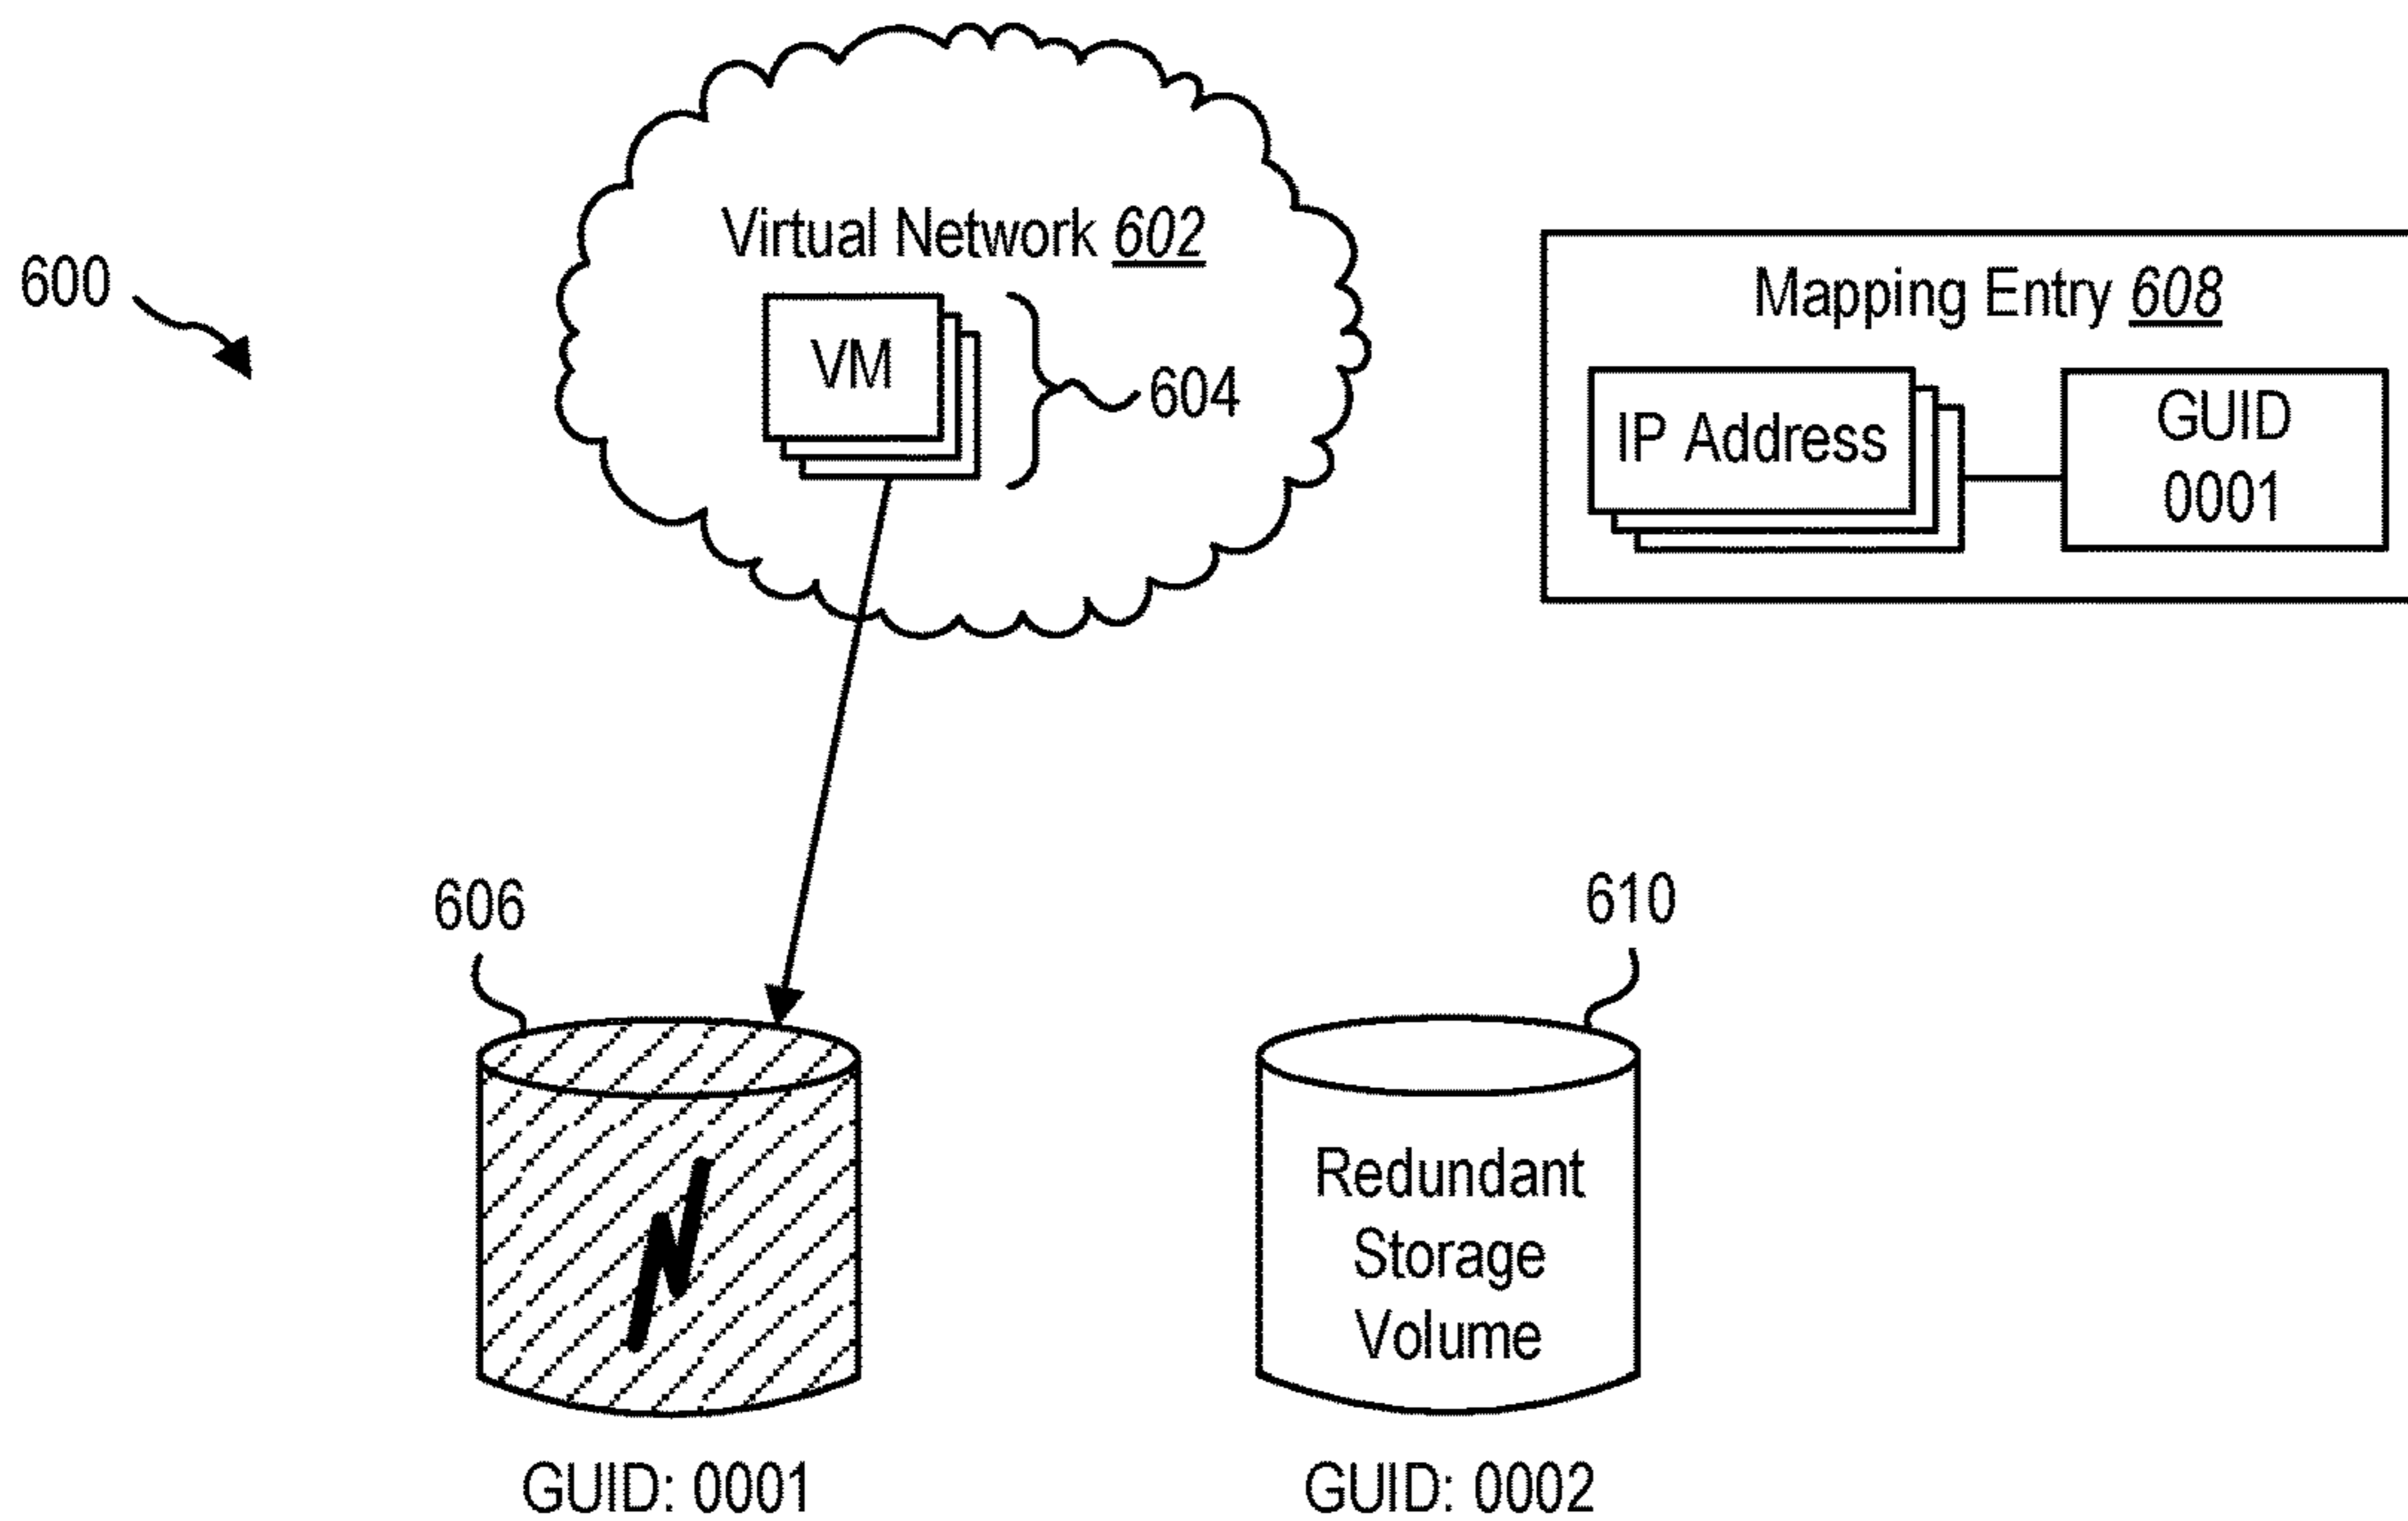 600
Virtual Network 602
VM
604
Mapping Entry 608
IP Address
GUID
0001
606
610
Redundant
Storage
Volume
GUID: 0001
GUID: 0002